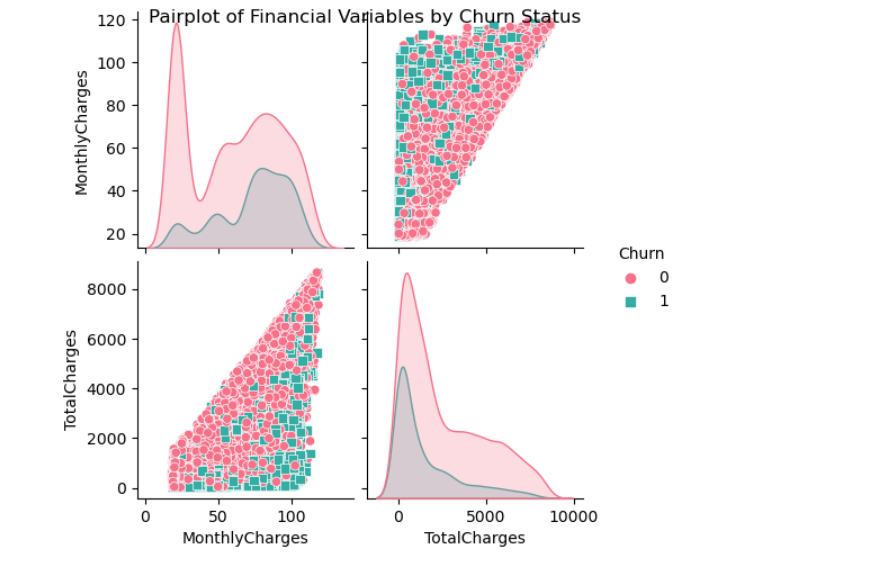 Pairplot of Financial Variables by Churn Status
120
100
80
60
40
20
MonthlyCharges
Churn
0
1
8000
6000
4000
2000
0
TotalCharges
0 50 100
MonthlyCharges
0 5000 10000
TotalCharges